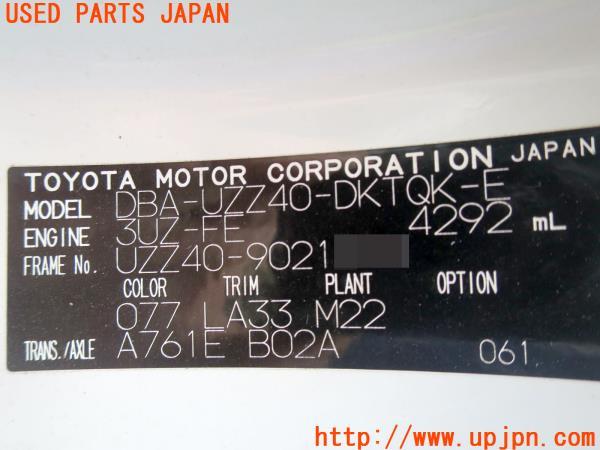 USED PARTS JAPAN
TOYOTA MOTOR CORPORATION JAPAN
MODEL DBA-UZZ40-DKTQK-E
ENGINE 3UZ-FE 4292 mL
FRAME No. UZZ40-9021
COLOR TRIM PLANT OPTION
077 LA33 M22
TRANS./AXLE A761E B02A 061
http://www.upjpn.com/